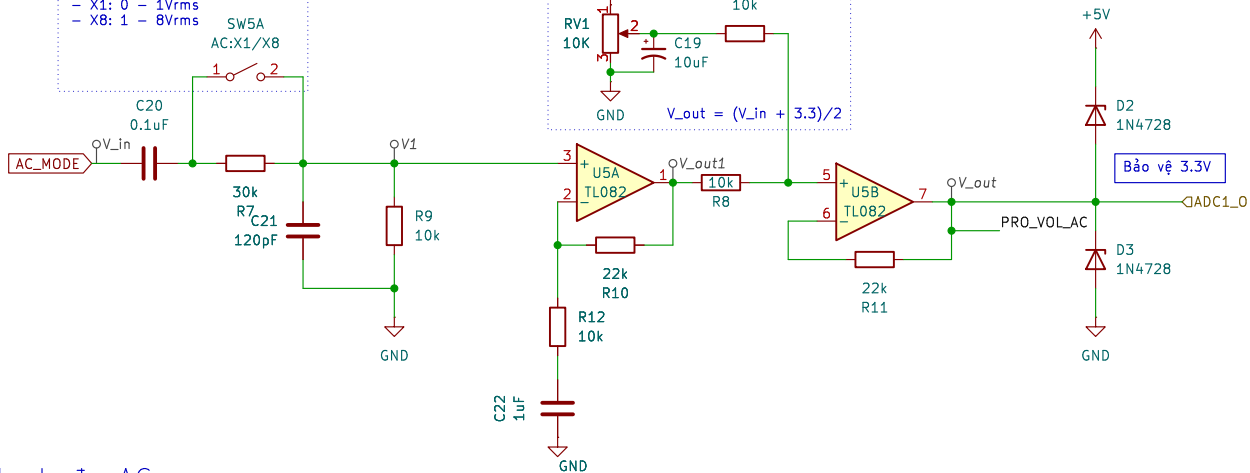 - X1: 0 - 1Vrms
- X8: 1 - 8Vrms
SW5A
AC:X1/X8
1
2
C20
0.1uF
V_in
AC_MODE
30k
R7
C21
120pF
V1
R9
10k
GND
RV1
10K
1
2
3
C19
10uF
+
GND
10k
V_out = (V_in + 3.3)/2
3
+
2
-
1
U5A
TL082
V_out1
10k
R8
22k
R10
R12
10k
C22
1uF
GND
5
+
6
-
7
U5B
TL082
V_out
PRO_VOL_AC
22k
R11
+5V
D2
1N4728
Bảo vệ 3.3V
ADC1_0
D3
1N4728
GND